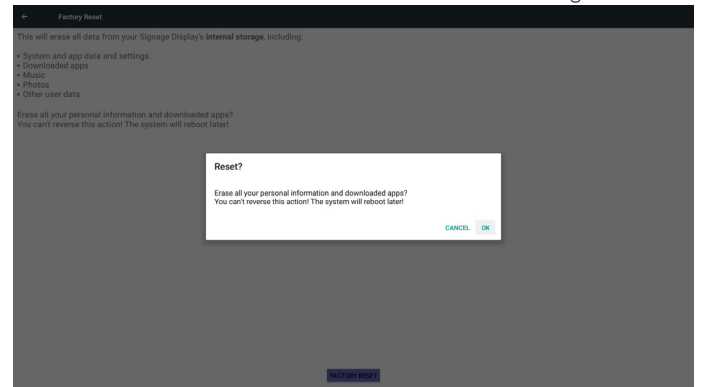 ← Factory Reset
This will erase all data from your Signage Display's internal storage, including:
• System and app data and settings
• Downloaded apps
• Music
• Photos
• Other user data
Erase all your personal information and downloaded apps?
You can't reverse this action! The system will reboot later!
Reset?
Erase all your personal information and downloaded apps?
You can't reverse this action! The system will reboot later!
CANCEL OK
FACTORY RESET